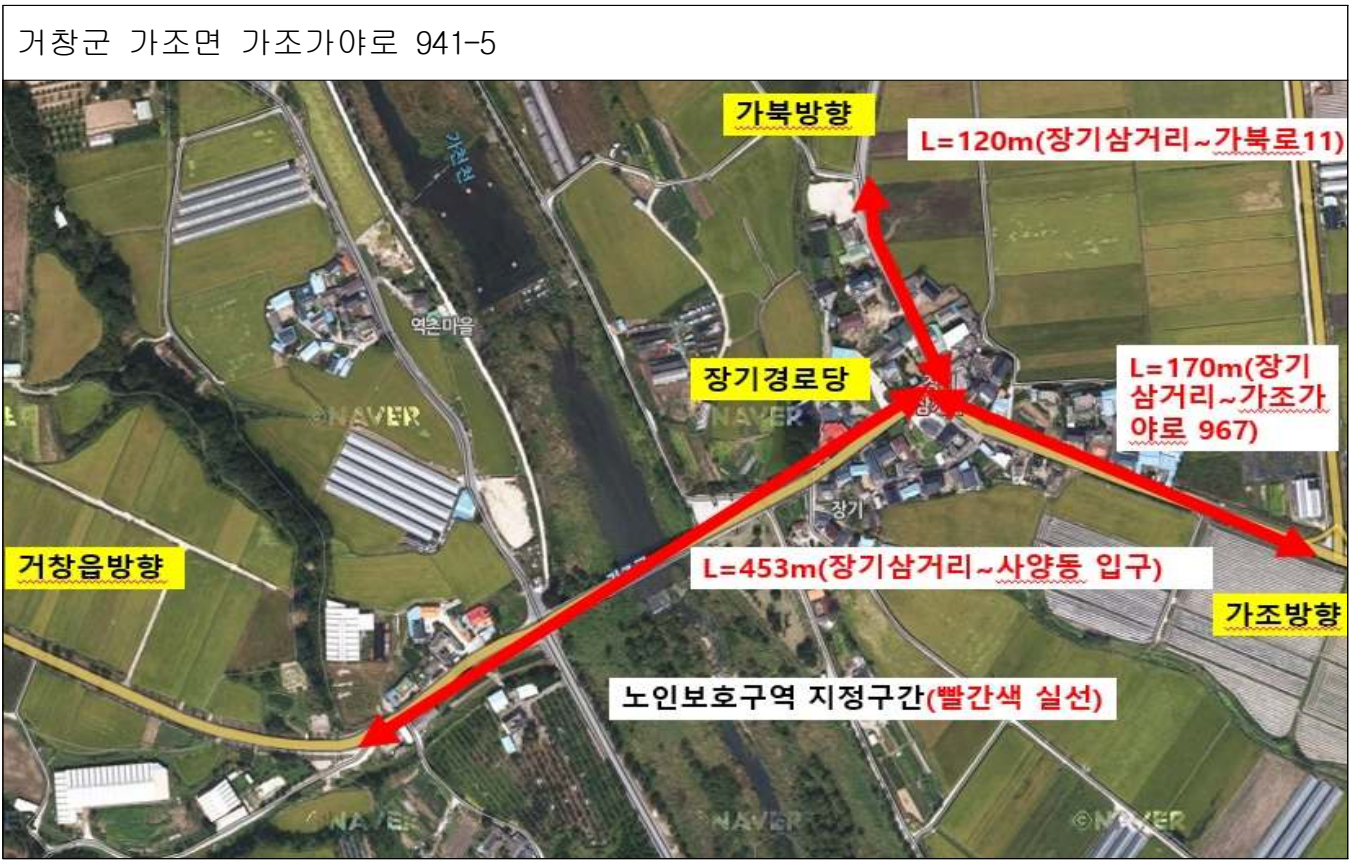 거창군 가조면 가조가야로 941-5
가북방향
L=120m(장기삼거리~가북로11)
가천천
역촌마을
장기경로당
L=170m(장기
삼거리~가조가
야로 967)
©NAVER
NAVER
장기
거창읍방향
L=453m(장기삼거리~사양동 입구)
가조방향
노인보호구역 지정구간(빨간색 실선)
NAVER
NAVER
©NAVER